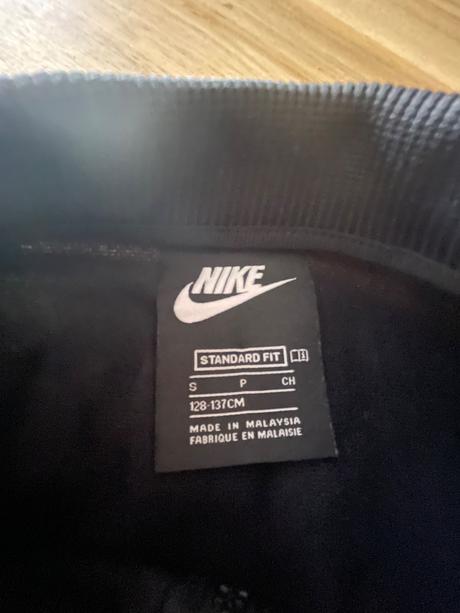 NIKE
STANDARD FIT
S P CH
128-137CM
MADE IN MALAYSIA
FABRIQUE EN MALAISIE